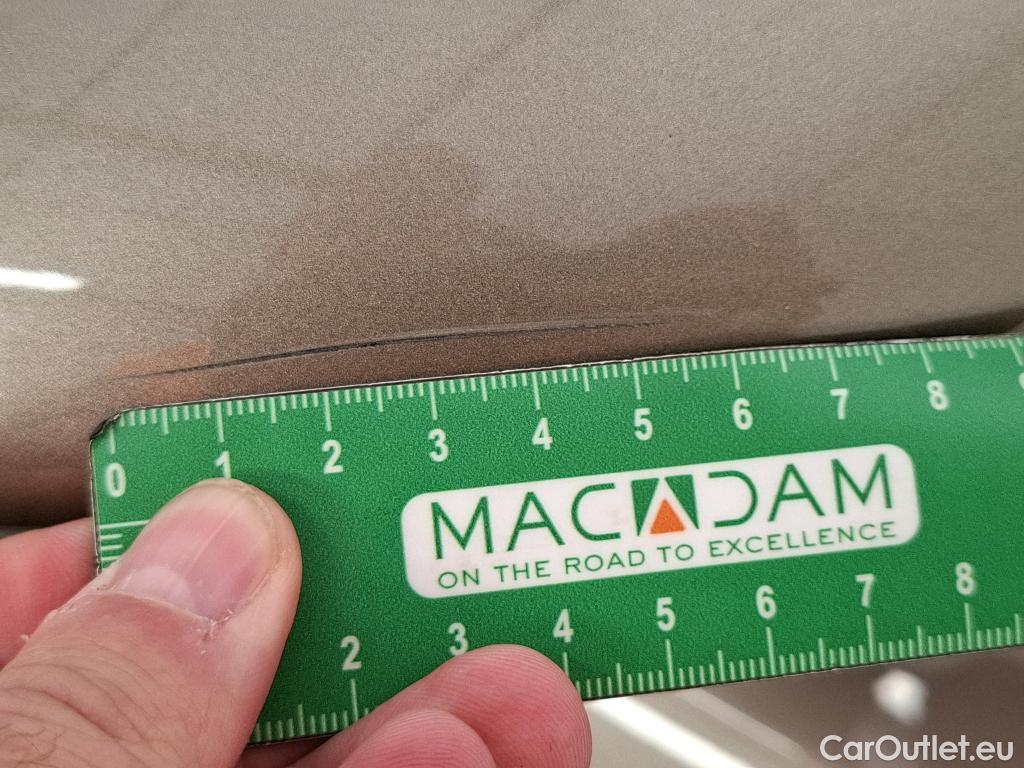 0 1 2 3 4 5 6 7 8
MACADAM
ON THE ROAD TO EXCELLENCE
2 3 4 5 6 7 8
CarOutlet.eu